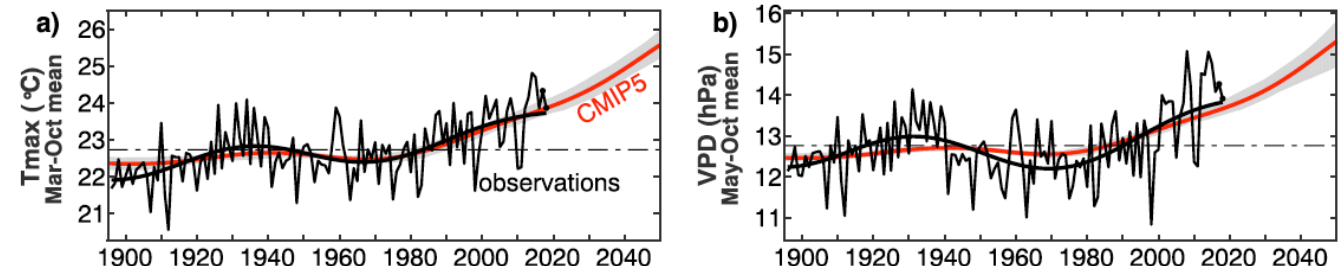 a)
Tmax (°C)
Mar-Oct mean
26
25
24
23
22
21
CMIP5
observations
1900 1920 1940 1960 1980 2000 2020 2040
b)
VPD (hPa)
May-Oct mean
16
15
14
13
12
11
1900 1920 1940 1960 1980 2000 2020 2040